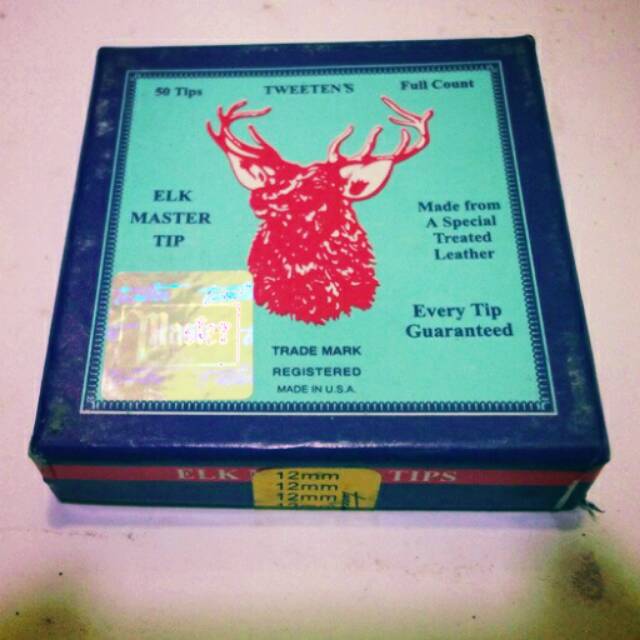 50 Tips TWEETEN'S Full Count
ELK
MASTER
TIP
Made from
A Special
Treated
Leather
Every Tip
Guaranteed
Master
TRADE MARK
REGISTERED
MADE IN U.S.A.
ELK TIPS
12mm
12mm
12mm